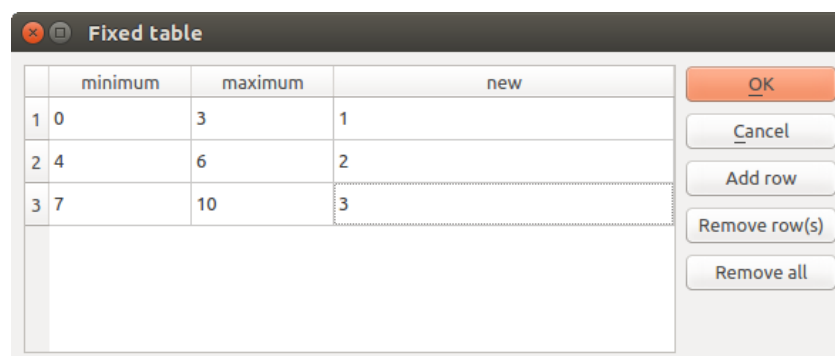 Fixed table
minimum maximum new
1 0 3 1
2 4 6 2
3 7 10 3
OK
Cancel
Add row
Remove row(s)
Remove all